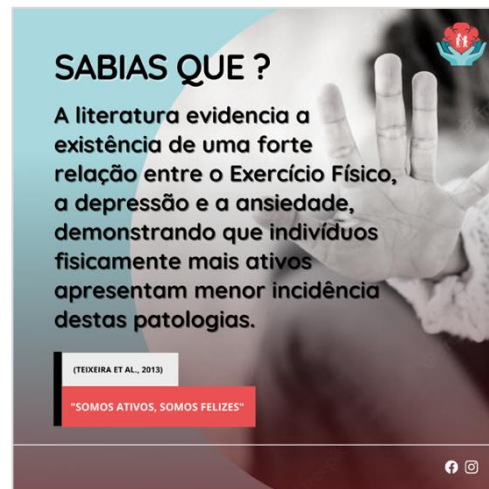 SABIAS QUE ?
A literatura evidencia a
existência de uma forte
relação entre o Exercício Físico,
a depressão e a ansiedade,
demonstrando que indivíduos
fisicamente mais ativos
apresentam menor incidência
destas patologias.
(TEIXEIRA ET AL., 2013)
"SOMOS ATIVOS, SOMOS FELIZES"